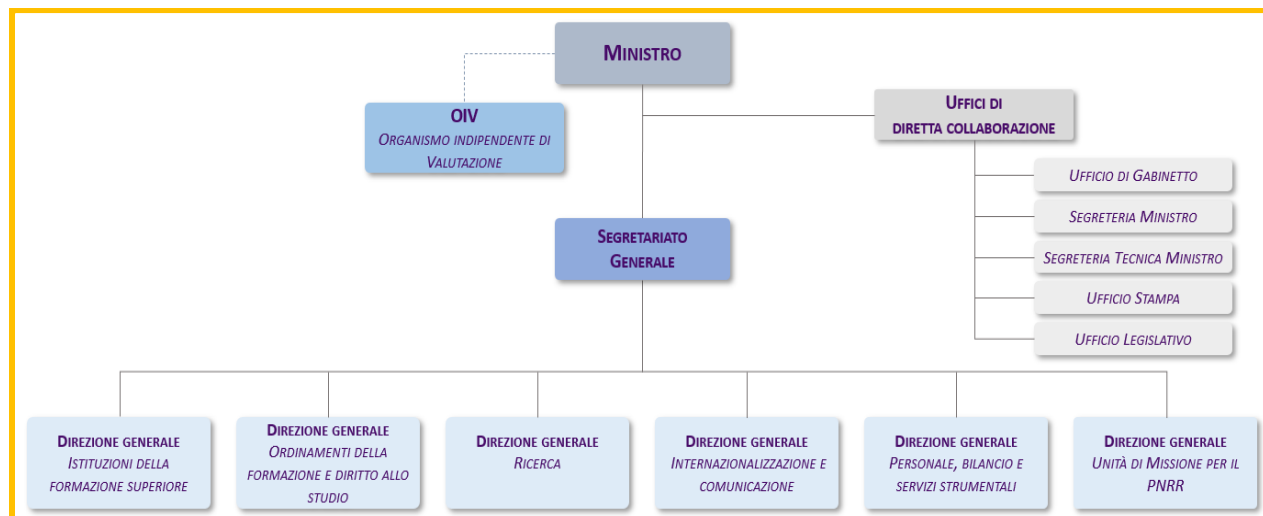 MINISTRO
OIV
ORGANISMO INDIPENDENTE DI
VALUTAZIONE
UFFICI DI
DIRETTA COLLABORAZIONE
UFFICIO DI GABINETTO
SEGRETERIA MINISTRO
SEGRETERIA TECNICA MINISTRO
UFFICIO STAMPA
UFFICIO LEGISLATIVO
SEGRETARIATO
GENERALE
DIREZIONE GENERALE
ISTITUZIONI DELLA
FORMAZIONE SUPERIORE
DIREZIONE GENERALE
ORDINAMENTI DELLA
FORMAZIONE E DIRITTO ALLO
STUDIO
DIREZIONE GENERALE
RICERCA
DIREZIONE GENERALE
INTERNAZIONALIZZAZIONE E
COMUNICAZIONE
DIREZIONE GENERALE
PERSONALE, BILANCIO E
SERVIZI STRUMENTALI
DIREZIONE GENERALE
UNITÀ DI MISSIONE PER IL
PNRR